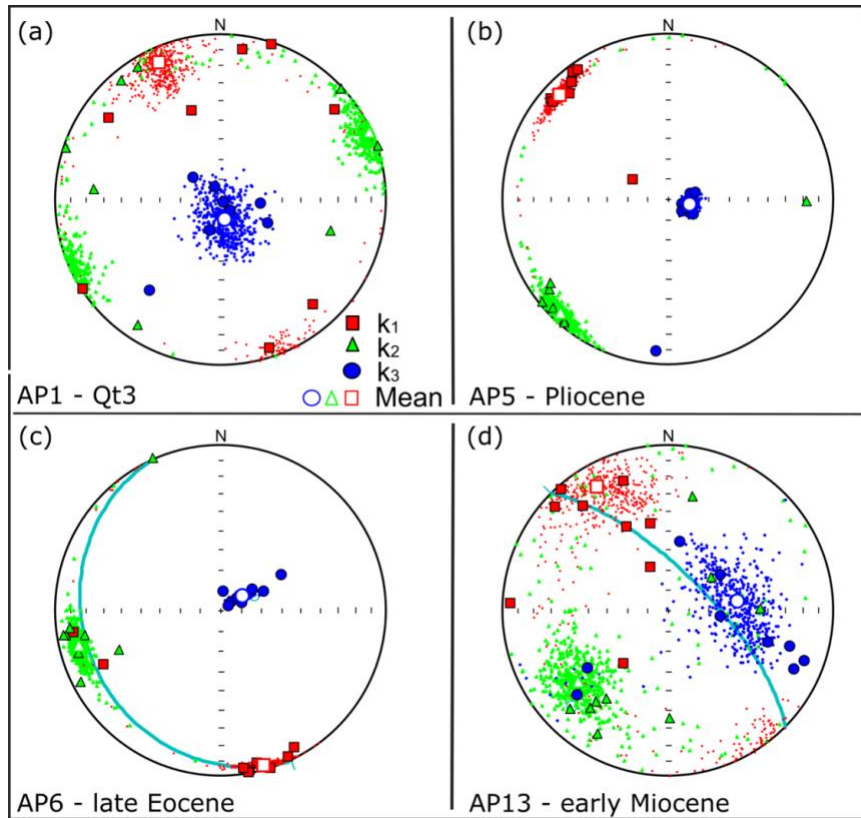 (a)
N
k1
k2
k3
Mean
AP1 - Qt3
(b)
N
AP5 - Pliocene
(c)
N
AP6 - late Eocene
(d)
N
AP13 - early Miocene